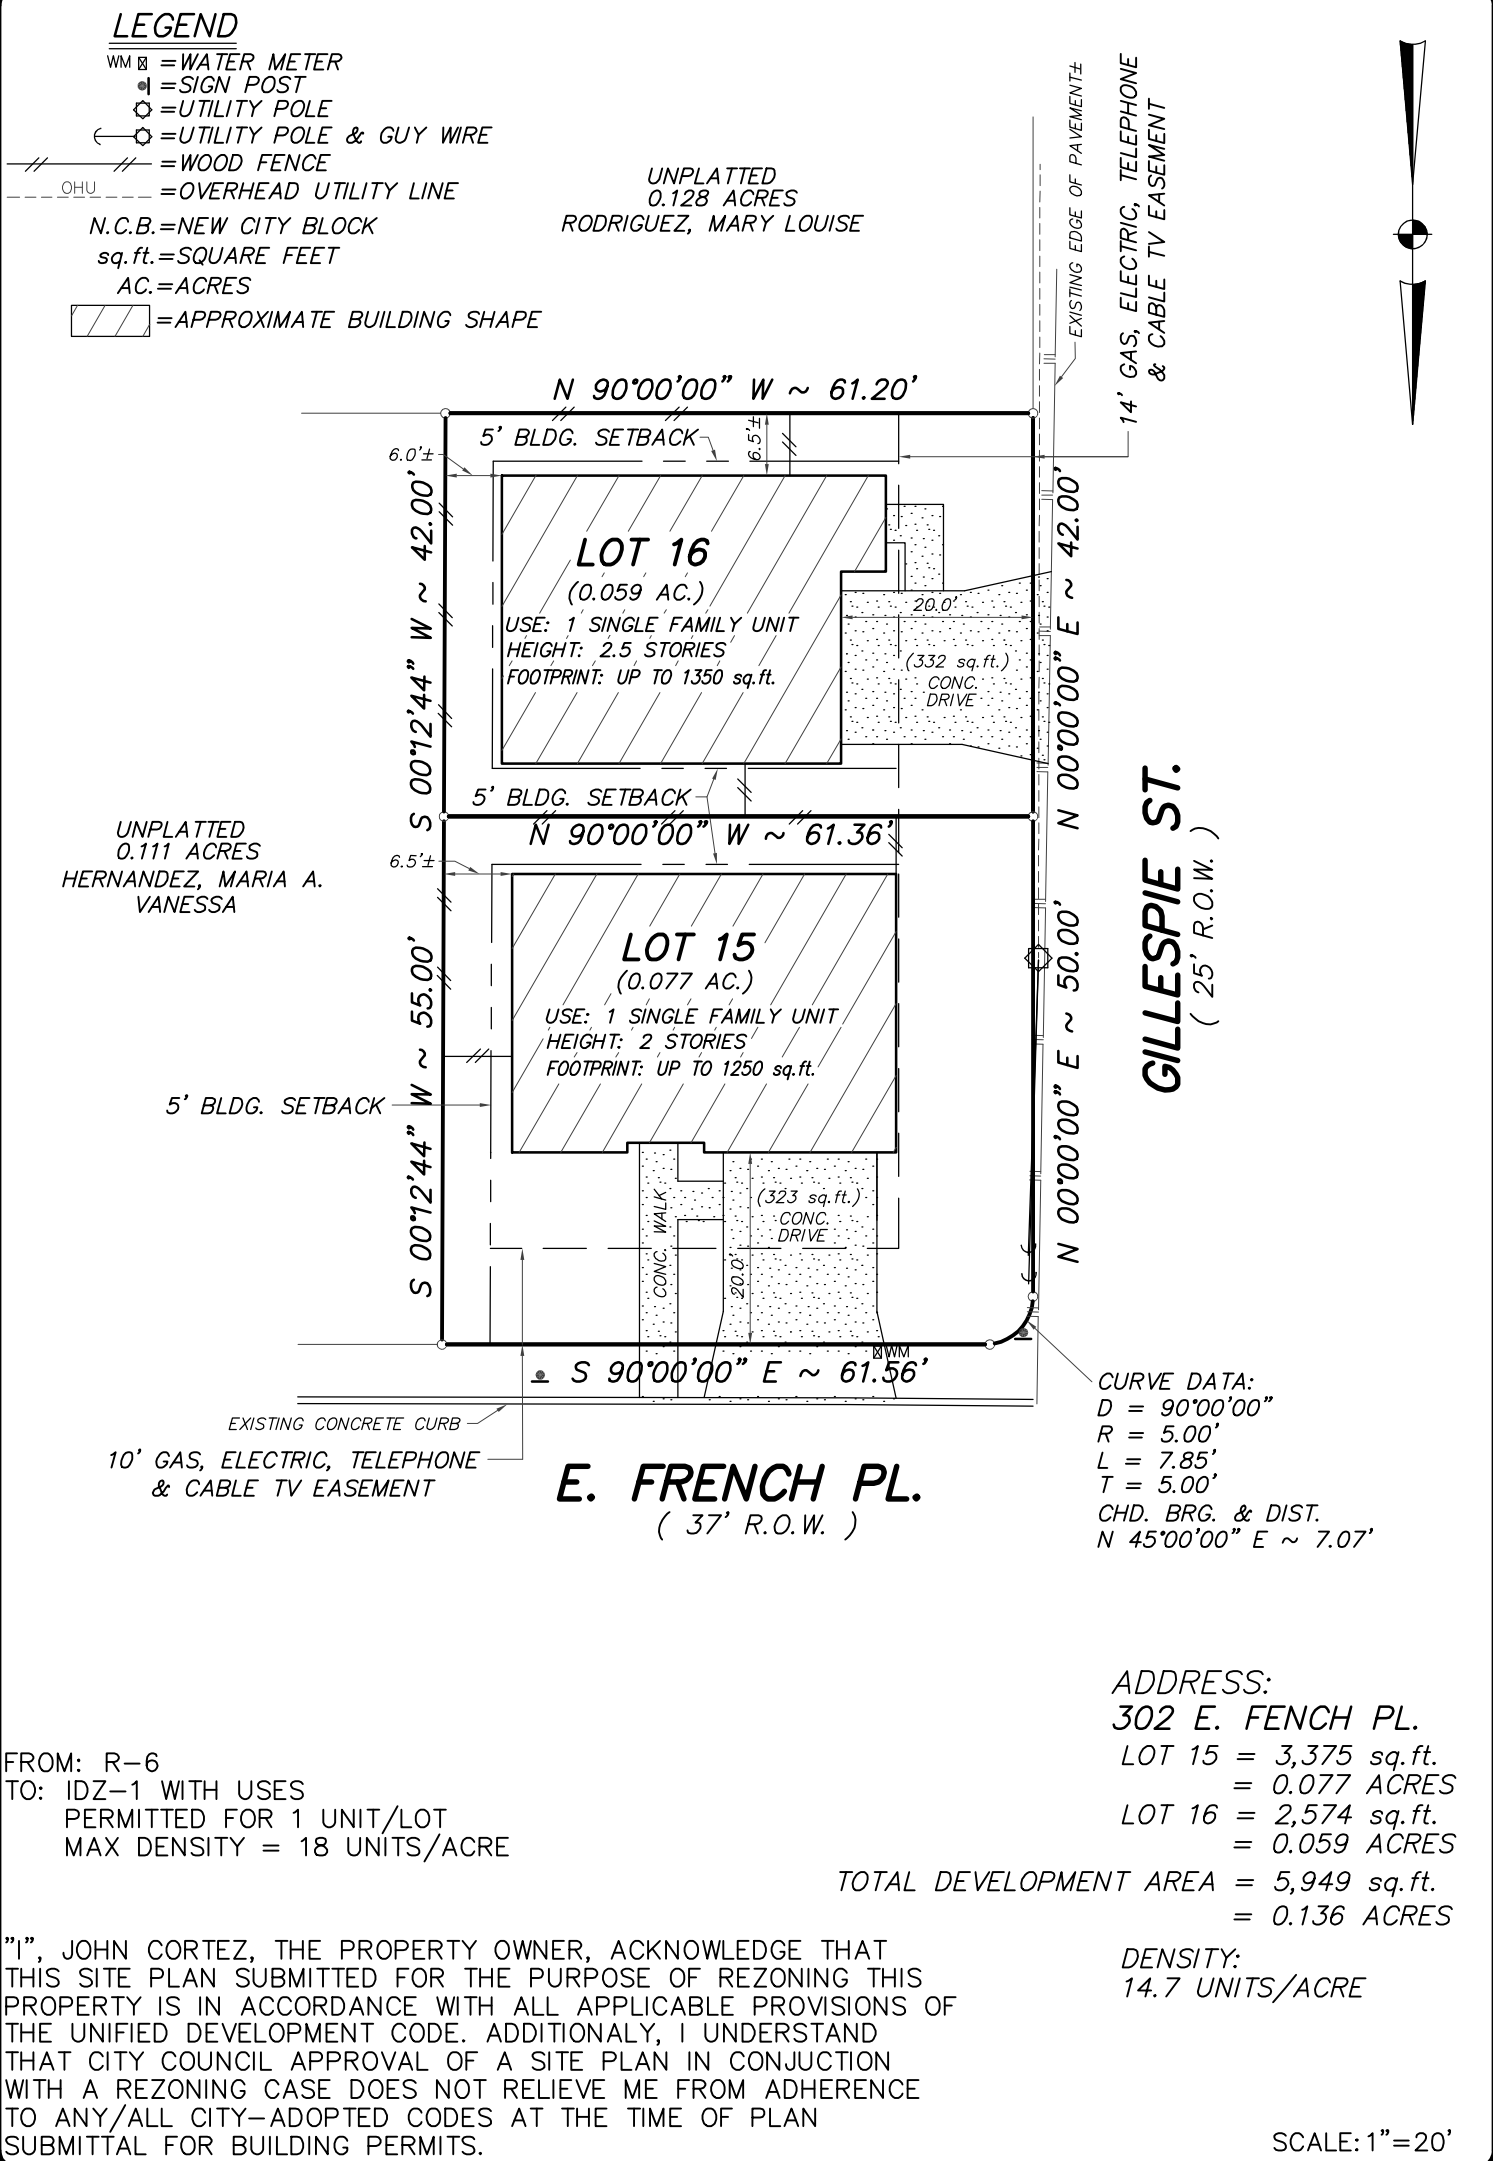 LEGEND
WM =WATER METER
=SIGN POST
=UTILITY POLE
=UTILITY POLE & GUY WIRE
=WOOD FENCE
OHU =OVERHEAD UTILITY LINE
N.C.B.=NEW CITY BLOCK
sq.ft.=SQUARE FEET
AC.=ACRES
=APPROXIMATE BUILDING SHAPE
UNPLATTED
0.128 ACRES
RODRIGUEZ, MARY LOUISE
EXISTING EDGE OF PAVEMENT±
14' GAS, ELECTRIC, TELEPHONE
& CABLE TV EASEMENT
N 90°00'00" W ~ 61.20'
5' BLDG. SETBACK
6.5'±
6.0'±
S 00°12'44" W ~ 42.00'
N 00°00'00" E ~ 42.00'
LOT 16
(0.059 AC.)
USE: 1 SINGLE FAMILY UNIT
HEIGHT: 2.5 STORIES
FOOTPRINT: UP TO 1350 sq.ft.
20.0'
(332 sq.ft.)
CONC.
DRIVE
5' BLDG. SETBACK
N 90°00'00" W ~ 61.36'
GILLESPIE ST.
( 25' R.O.W. )
UNPLATTED
0.111 ACRES
HERNANDEZ, MARIA A.
VANESSA
6.5'±
S 00°12'44" W ~ 55.00'
N 00°00'00" E ~ 50.00'
LOT 15
(0.077 AC.)
USE: 1 SINGLE FAMILY UNIT
HEIGHT: 2 STORIES
FOOTPRINT: UP TO 1250 sq.ft.
5' BLDG. SETBACK
CONC. WALK
20.0'
(323 sq.ft.)
CONC.
DRIVE
WM
S 90°00'00" E ~ 61.56'
EXISTING CONCRETE CURB
10' GAS, ELECTRIC, TELEPHONE
& CABLE TV EASEMENT
E. FRENCH PL.
( 37' R.O.W. )
CURVE DATA:
D = 90°00'00"
R = 5.00'
L = 7.85'
T = 5.00'
CHD. BRG. & DIST.
N 45°00'00" E ~ 7.07'
ADDRESS:
302 E. FENCH PL.
LOT 15 = 3,375 sq.ft.
= 0.077 ACRES
LOT 16 = 2,574 sq.ft.
= 0.059 ACRES
TOTAL DEVELOPMENT AREA = 5,949 sq.ft.
= 0.136 ACRES
DENSITY:
14.7 UNITS/ACRE
FROM: R-6
TO: IDZ-1 WITH USES
PERMITTED FOR 1 UNIT/LOT
MAX DENSITY = 18 UNITS/ACRE
"I", JOHN CORTEZ, THE PROPERTY OWNER, ACKNOWLEDGE THAT
THIS SITE PLAN SUBMITTED FOR THE PURPOSE OF REZONING THIS
PROPERTY IS IN ACCORDANCE WITH ALL APPLICABLE PROVISIONS OF
THE UNIFIED DEVELOPMENT CODE. ADDITIONALY, I UNDERSTAND
THAT CITY COUNCIL APPROVAL OF A SITE PLAN IN CONJUCTION
WITH A REZONING CASE DOES NOT RELIEVE ME FROM ADHERENCE
TO ANY/ALL CITY-ADOPTED CODES AT THE TIME OF PLAN
SUBMITTAL FOR BUILDING PERMITS.
SCALE: 1"=20'